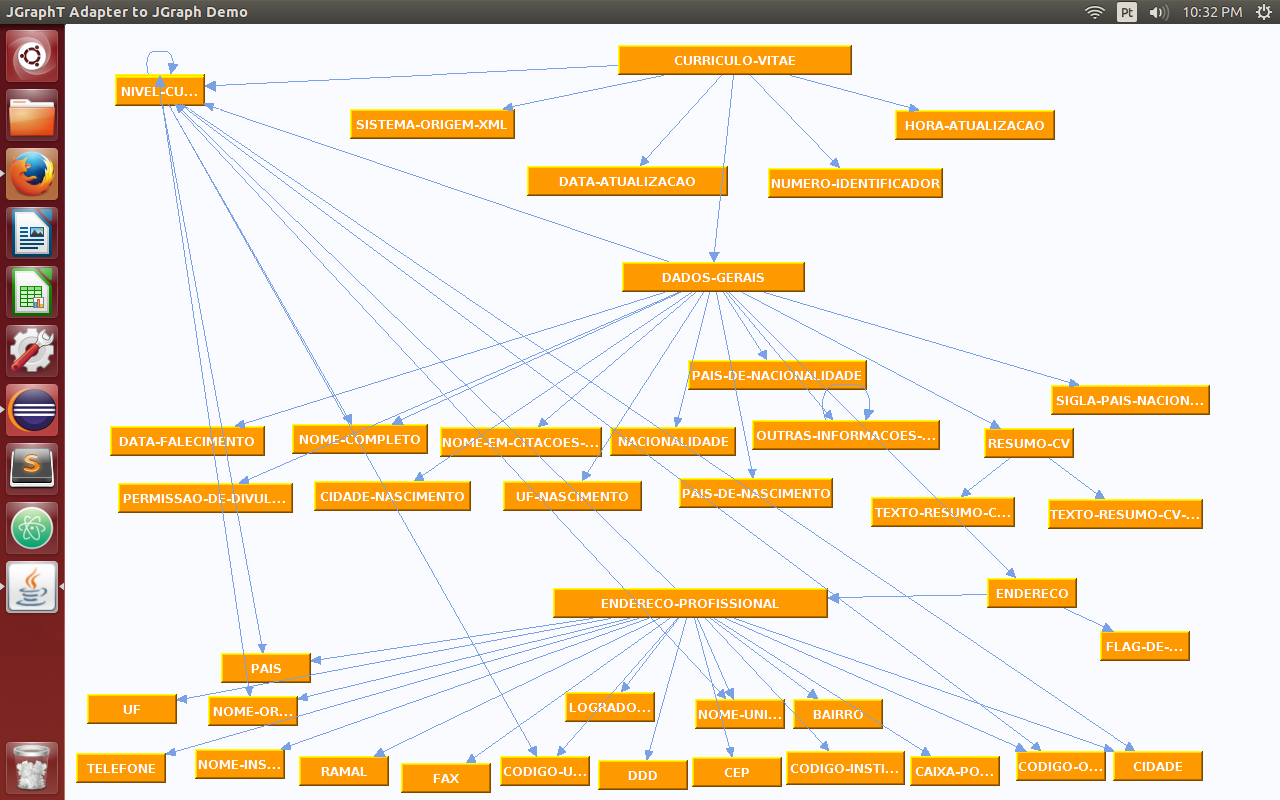 JGraphT Adapter to JGraph Demo
Pt
10:32 PM
CURRICULO-VITAE
NIVEL-CU...
SISTEMA-ORIGEM-XML
HORA-ATUALIZACAO
DATA-ATUALIZACAO
NUMERO-IDENTIFICADOR
DADOS-GERAIS
PAIS-DE-NACIONALIDADE
SIGLA-PAIS-NACION...
DATA-FALECIMENTO
NOME-COMPLETO
NOME-EM-CITACOES-...
NACIONALIDADE
OUTRAS-INFORMACOES-...
RESUMO-CV
PERMISSAO-DE-DIVUL...
CIDADE-NASCIMENTO
UF-NASCIMENTO
PAIS-DE-NASCIMENTO
TEXTO-RESUMO-C...
TEXTO-RESUMO-CV-...
S
ENDERECO-PROFISSIONAL
ENDERECO
FLAG-DE-...
PAIS
UF
NOME-OR...
LOGRADO...
NOME-UNI...
BAIRRO
TELEFONE
NOME-INS...
RAMAL
FAX
CODIGO-U...
DDD
CEP
CODIGO-INSTI...
CAIXA-PO...
CODIGO-O...
CIDADE